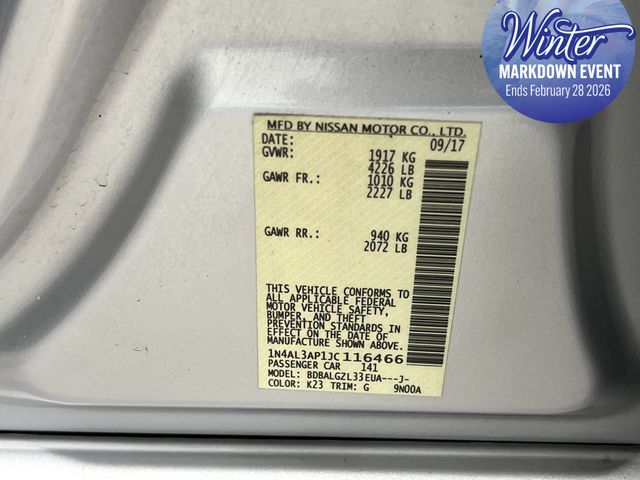 Winter
MARKDOWN EVENT
Ends February 28 2026
MFD BY NISSAN MOTOR CO., LTD.
DATE: 09/17
GVWR: 1917 KG
4226 LB
GAWR FR.: 1010 KG
2227 LB
GAWR RR.: 940 KG
2072 LB
THIS VEHICLE CONFORMS TO
ALL APPLICABLE FEDERAL
MOTOR VEHICLE SAFETY,
BUMPER, AND THEFT
PREVENTION STANDARDS IN
EFFECT ON THE DATE OF
MANUFACTURE SHOWN ABOVE.
1N4AL3AP1JC116466
PASSENGER CAR 141
MODEL: BDBALGZL33EUA---J-
COLOR: K23 TRIM: G 9N00A